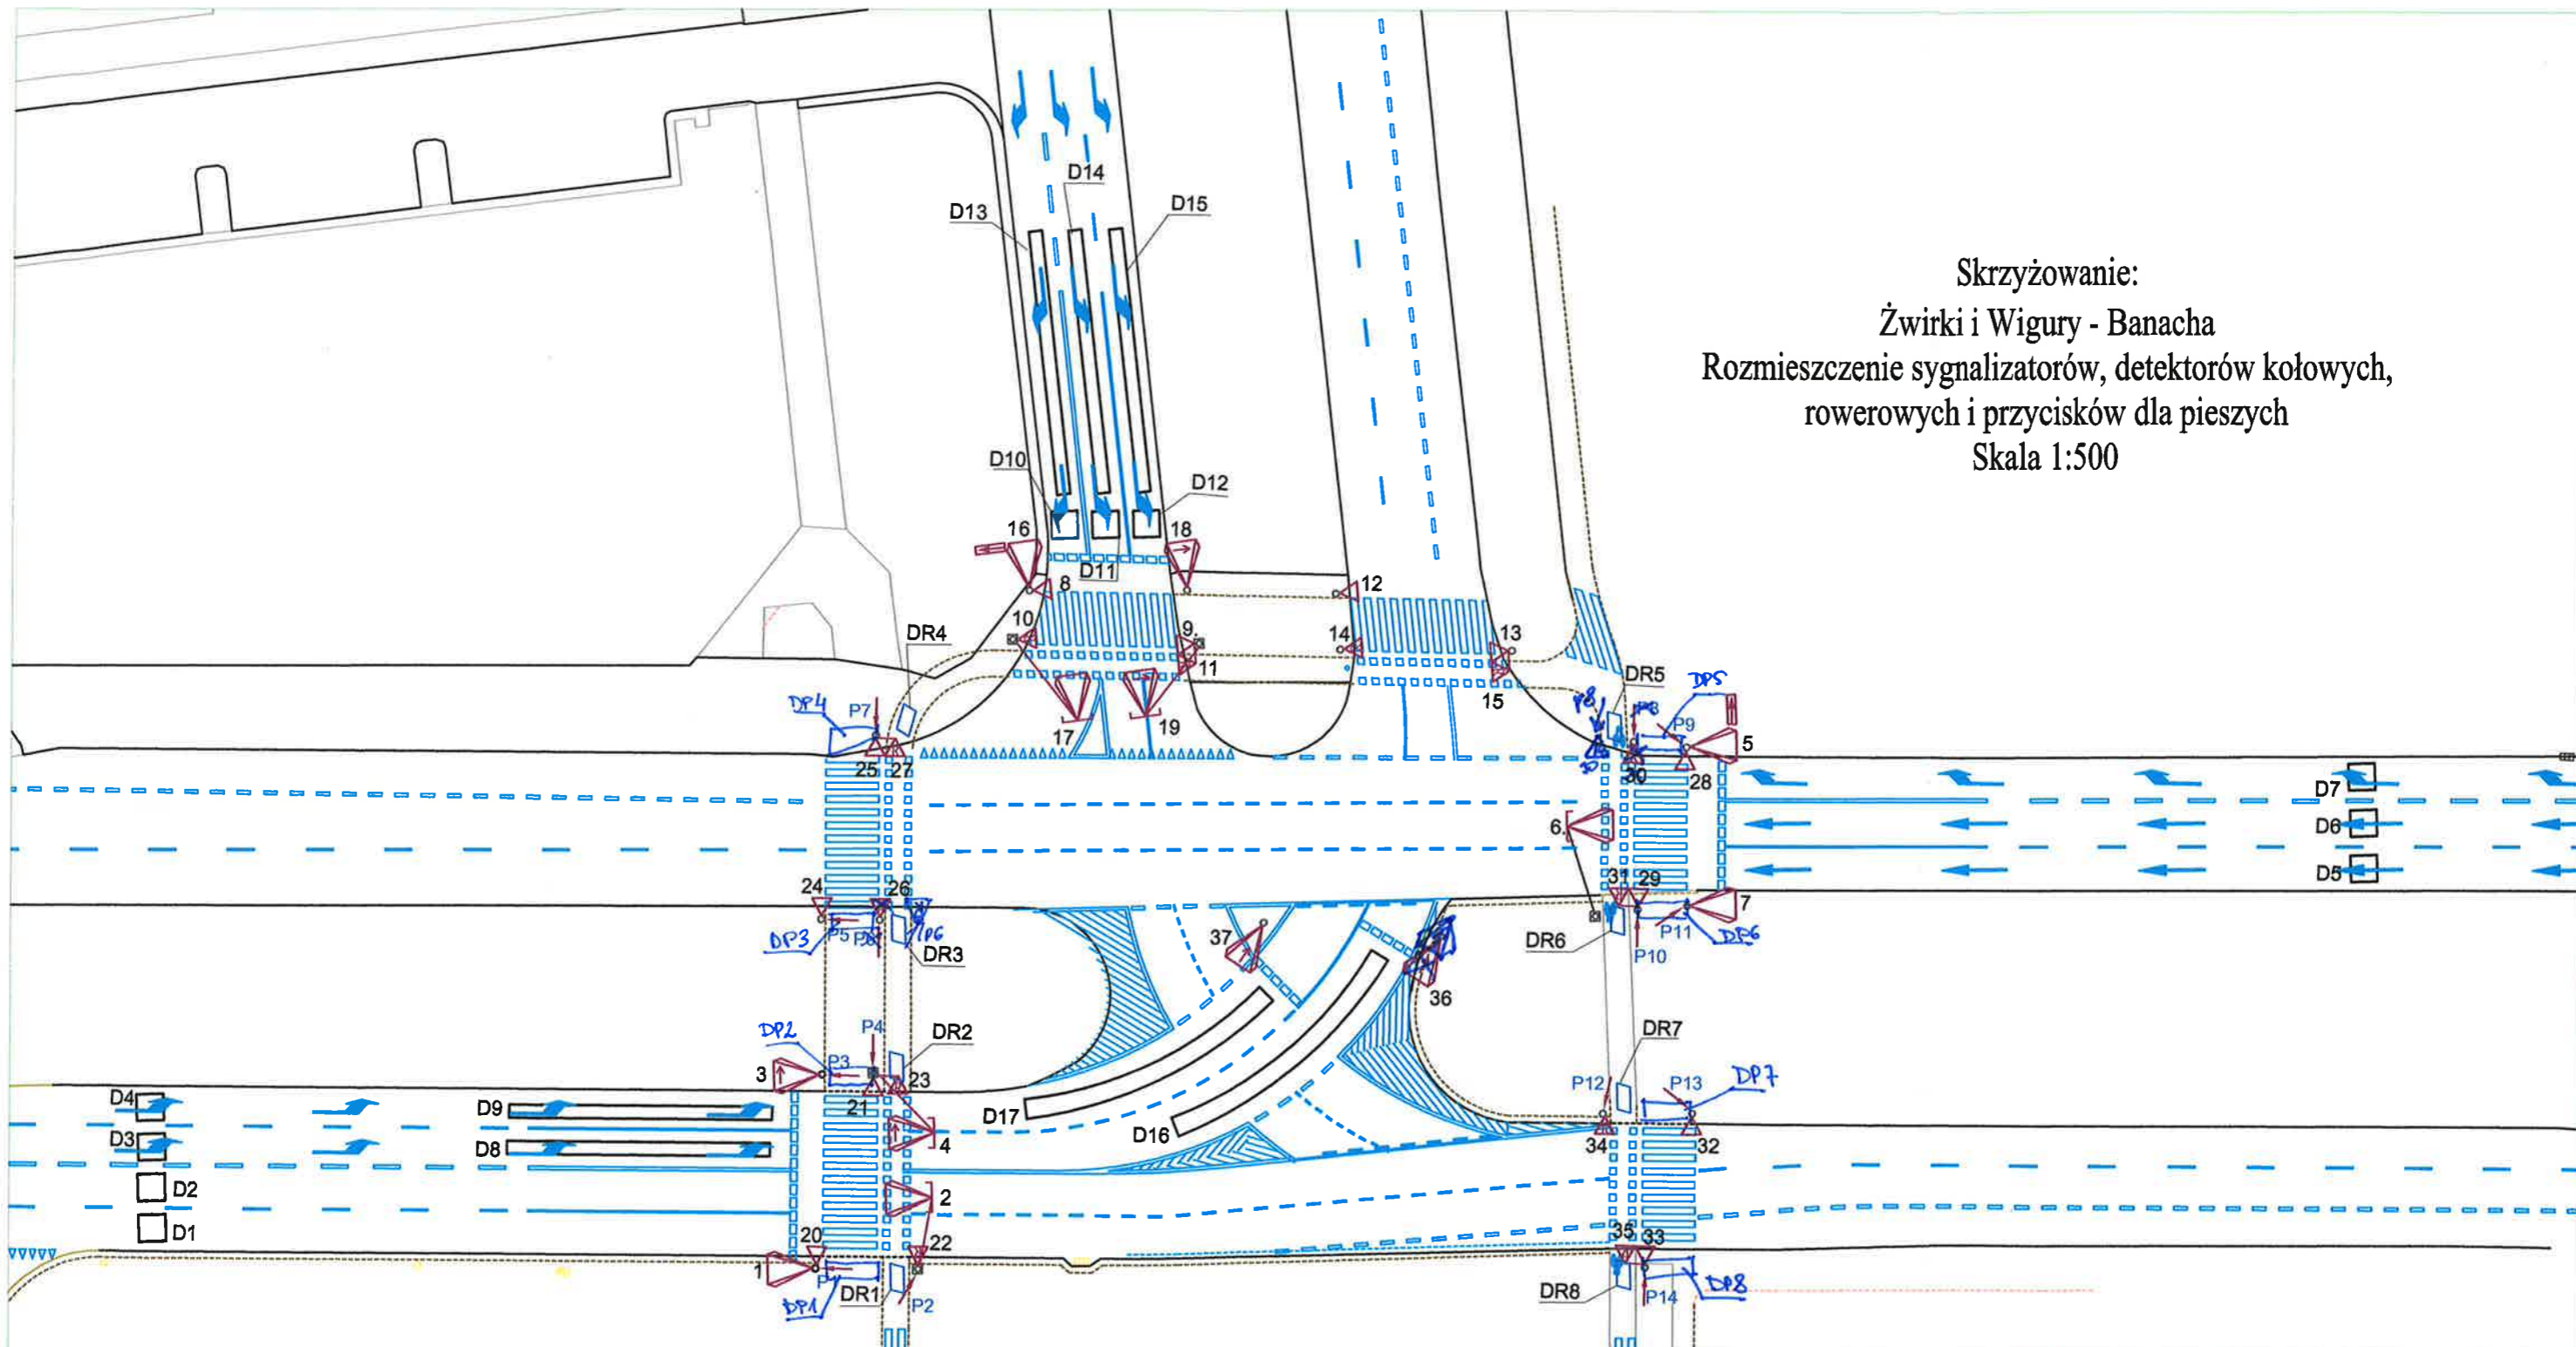 Skrzyżowanie:
Żwirki i Wigury - Banacha
Rozmieszczenie sygnalizatorów, detektorów kołowych,
rowerowych i przycisków dla pieszych
Skala 1:500
D14
D13
D15
D10
D12
16
18
D11
8
12
10
DR4
9.
14
13
11
15
DR5
DP5
P8
P8
P9
DP4
P7
17
19
5
25
27
30
30
28
D7
6.
D6
D5
24
26
31
29
7
DP3
P5
P6
P6
DR3
37
DR6
P11
DP6
P10
36
DP2
P4
DR2
DR7
3
P3
23
P12
P13
DP7
D4
D9
21
D17
D16
D3
D8
4
34
32
D2
2
D1
20
22
35
33
1
DP1
DR1
P2
DR8
P14
DP8